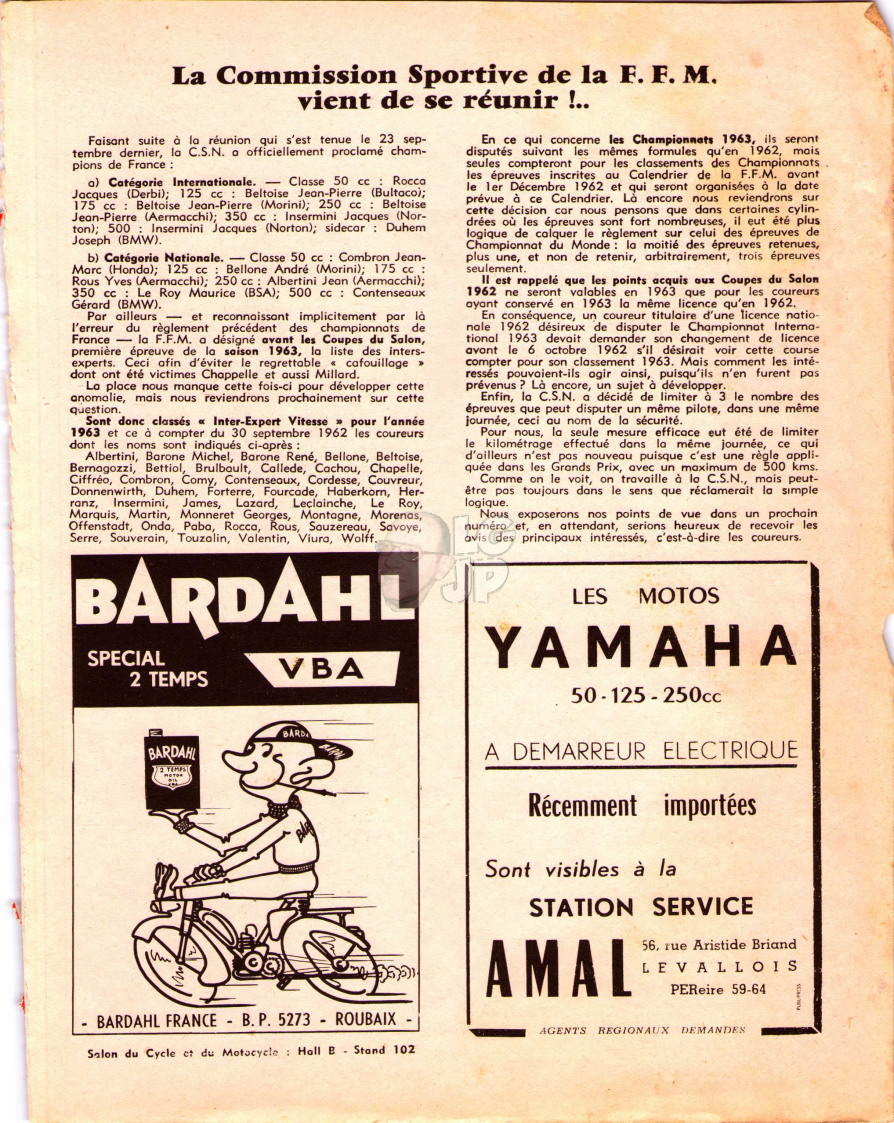 La Commission Sportive de la F. F. M.
vient de se réunir !..
Faisant suite à la réunion qui s'est tenue le 23 sep-
tembre dernier, la C.S.N. a officiellement proclamé cham-
pions de France :
a) Catégorie Internationale. — Classe 50 cc : Rocca
Jacques (Derbi); 125 cc : Beltoise Jean-Pierre (Bultaco);
175 cc : Beltoise Jean-Pierre (Morini); 250 cc : Beltoise
Jean-Pierre (Aermacchi); 350 cc : Insermini Jacques (Nor-
ton); 500 : Insermini Jacques (Norton); sidecar : Duhem
Joseph (BMW).
b) Catégorie Nationale. — Classe 50 cc : Combron Jean-
Marc (Honda); 125 cc : Bellone André (Morini); 175 cc :
Rous Yves (Aermacchi); 250 cc : Albertini Jean (Aermacchi);
350 cc : Le Roy Maurice (BSA); 500 cc : Contenseaux
Gérard (BMW).
Par ailleurs — et reconnaissant implicitement par là
l'erreur du règlement précédent des championnats de
France — la F.F.M. a désigné avant les Coupes du Salon,
première épreuve de la saison 1963, la liste des inters-
experts. Ceci afin d'éviter le regrettable « cafouillage »
dont ont été victimes Chappelle et aussi Millard.
La place nous manque cette fois-ci pour développer cette
anomalie, mais nous reviendrons prochainement sur cette
question.
Sont donc classés « Inter-Expert Vitesse » pour l'année
1963 et ce à compter du 30 septembre 1962 les coureurs
dont les noms sont indiqués ci-après :
Albertini, Barone Michel, Barone René, Bellone, Beltoise,
Bernagozzi, Bettiol, Brulbault, Callede, Cachou, Chapelle,
Ciffréo, Combron, Comy, Contenseaux, Cordesse, Couvreur,
Donnenwirth, Duhem, Forterre, Fourcade, Haberkorn, Her-
ranz, Insermini, James, Lazard, Leclainche, Le Roy,
Marquis, Martin, Monneret Georges, Montagne, Morenas,
Offenstadt, Onda, Paba, Rocca, Rous, Sauzereau, Savoye,
Serre, Souverain, Touzalin, Valentin, Viura, Wolff.
En ce qui concerne les Championnats 1963, ils seront
disputés suivant les mêmes formules qu'en 1962, mais
seules compteront pour les classements des Championnats
les épreuves inscrites au Calendrier de la F.F.M. avant
le 1er Décembre 1962 et qui seront organisées à la date
prévue à ce Calendrier. Là encore nous reviendrons sur
cette décision car nous pensons que dans certaines cylin-
drées où les épreuves sont fort nombreuses, il eut été plus
logique de calquer le règlement sur celui des épreuves de
Championnat du Monde : la moitié des épreuves retenues,
plus une, et non de retenir, arbitrairement, trois épreuves
seulement.
Il est rappelé que les points acquis aux Coupes du Salon
1962 ne seront valables en 1963 que pour les coureurs
ayant conservé en 1963 la même licence qu'en 1962.
En conséquence, un coureur titulaire d'une licence natio-
nale 1962 désireux de disputer le Championnat Interna-
tional 1963 devait demander son changement de licence
avant le 6 octobre 1962 s'il désirait voir cette course
compter pour son classement 1963. Mais comment les inté-
ressés pouvaient-ils agir ainsi, puisqu'ils n'en furent pas
prévenus ? Là encore, un sujet à développer.
Enfin, la C.S.N. a décidé de limiter à 3 le nombre des
épreuves que peut disputer un même pilote, dans une même
journée, ceci au nom de la sécurité.
Pour nous, la seule mesure efficace eut été de limiter
le kilométrage effectué dans la même journée, ce qui
d'ailleurs n'est pas nouveau puisque c'est une règle appli-
quée dans les Grands Prix, avec un maximum de 500 kms.
Comme on le voit, on travaille à la C.S.N., mais peut-
être pas toujours dans le sens que réclamerait la simple
logique.
Nous exposerons nos points de vue dans un prochain
numéro et, en attendant, serions heureux de recevoir les
avis des principaux intéressés, c'est-à-dire les coureurs.
LC
JP
BARDAHL
SPECIAL
2 TEMPS
VBA
BARDA
BARDAHL
2 TEMPS
MOTOR
OIL
VBA
BAR
- BARDAHL FRANCE - B. P. 5273 - ROUBAIX -
Salon du Cycle et du Motocycle : Hall B - Stand 102
LES MOTOS
YAMAHA
50 - 125 - 250cc
A DEMARREUR ELECTRIQUE
Récemment importées
Sont visibles à la
STATION SERVICE
AMAL
56, rue Aristide Briand
LEVALLOIS
PEReire 59-64
PUBLI-PRESS
AGENTS REGIONAUX DEMANDES